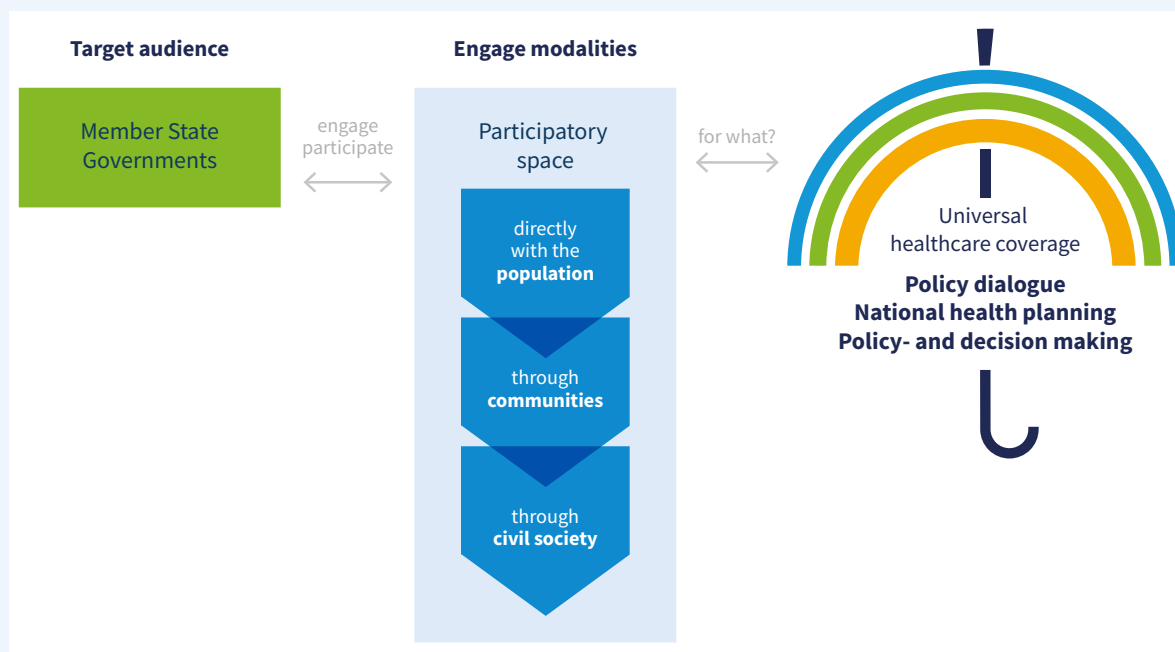 Target audience
Member State
Governments
engage
participate
Engage modalities
Participatory
space
directly
with the
population
through
communities
through
civil society
for what?
Universal
healthcare coverage
Policy dialogue
National health planning
Policy- and decision making